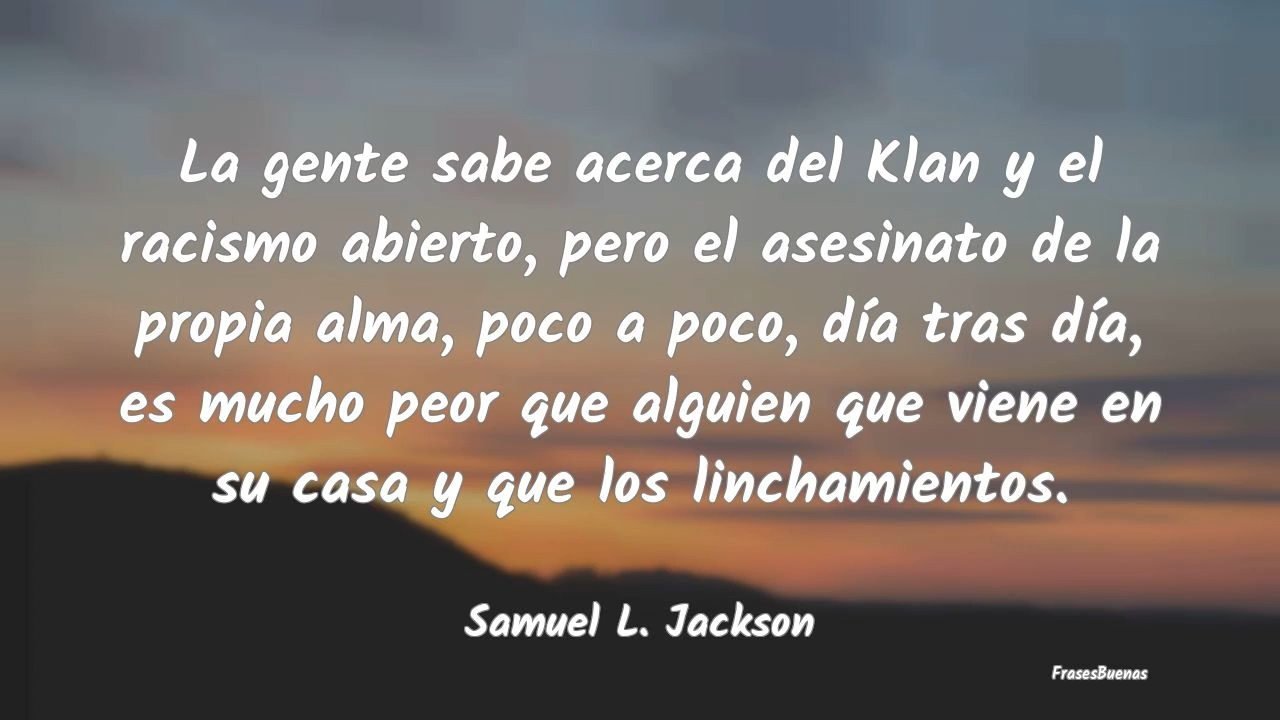 La gente sabe acerca del Klan y el
racismo abierto, pero el asesinato de la
propia alma, poco a poco, día tras día,
es mucho peor que alguien que viene en
su casa y que los linchamientos.
Samuel L. Jackson
FrasesBuenas